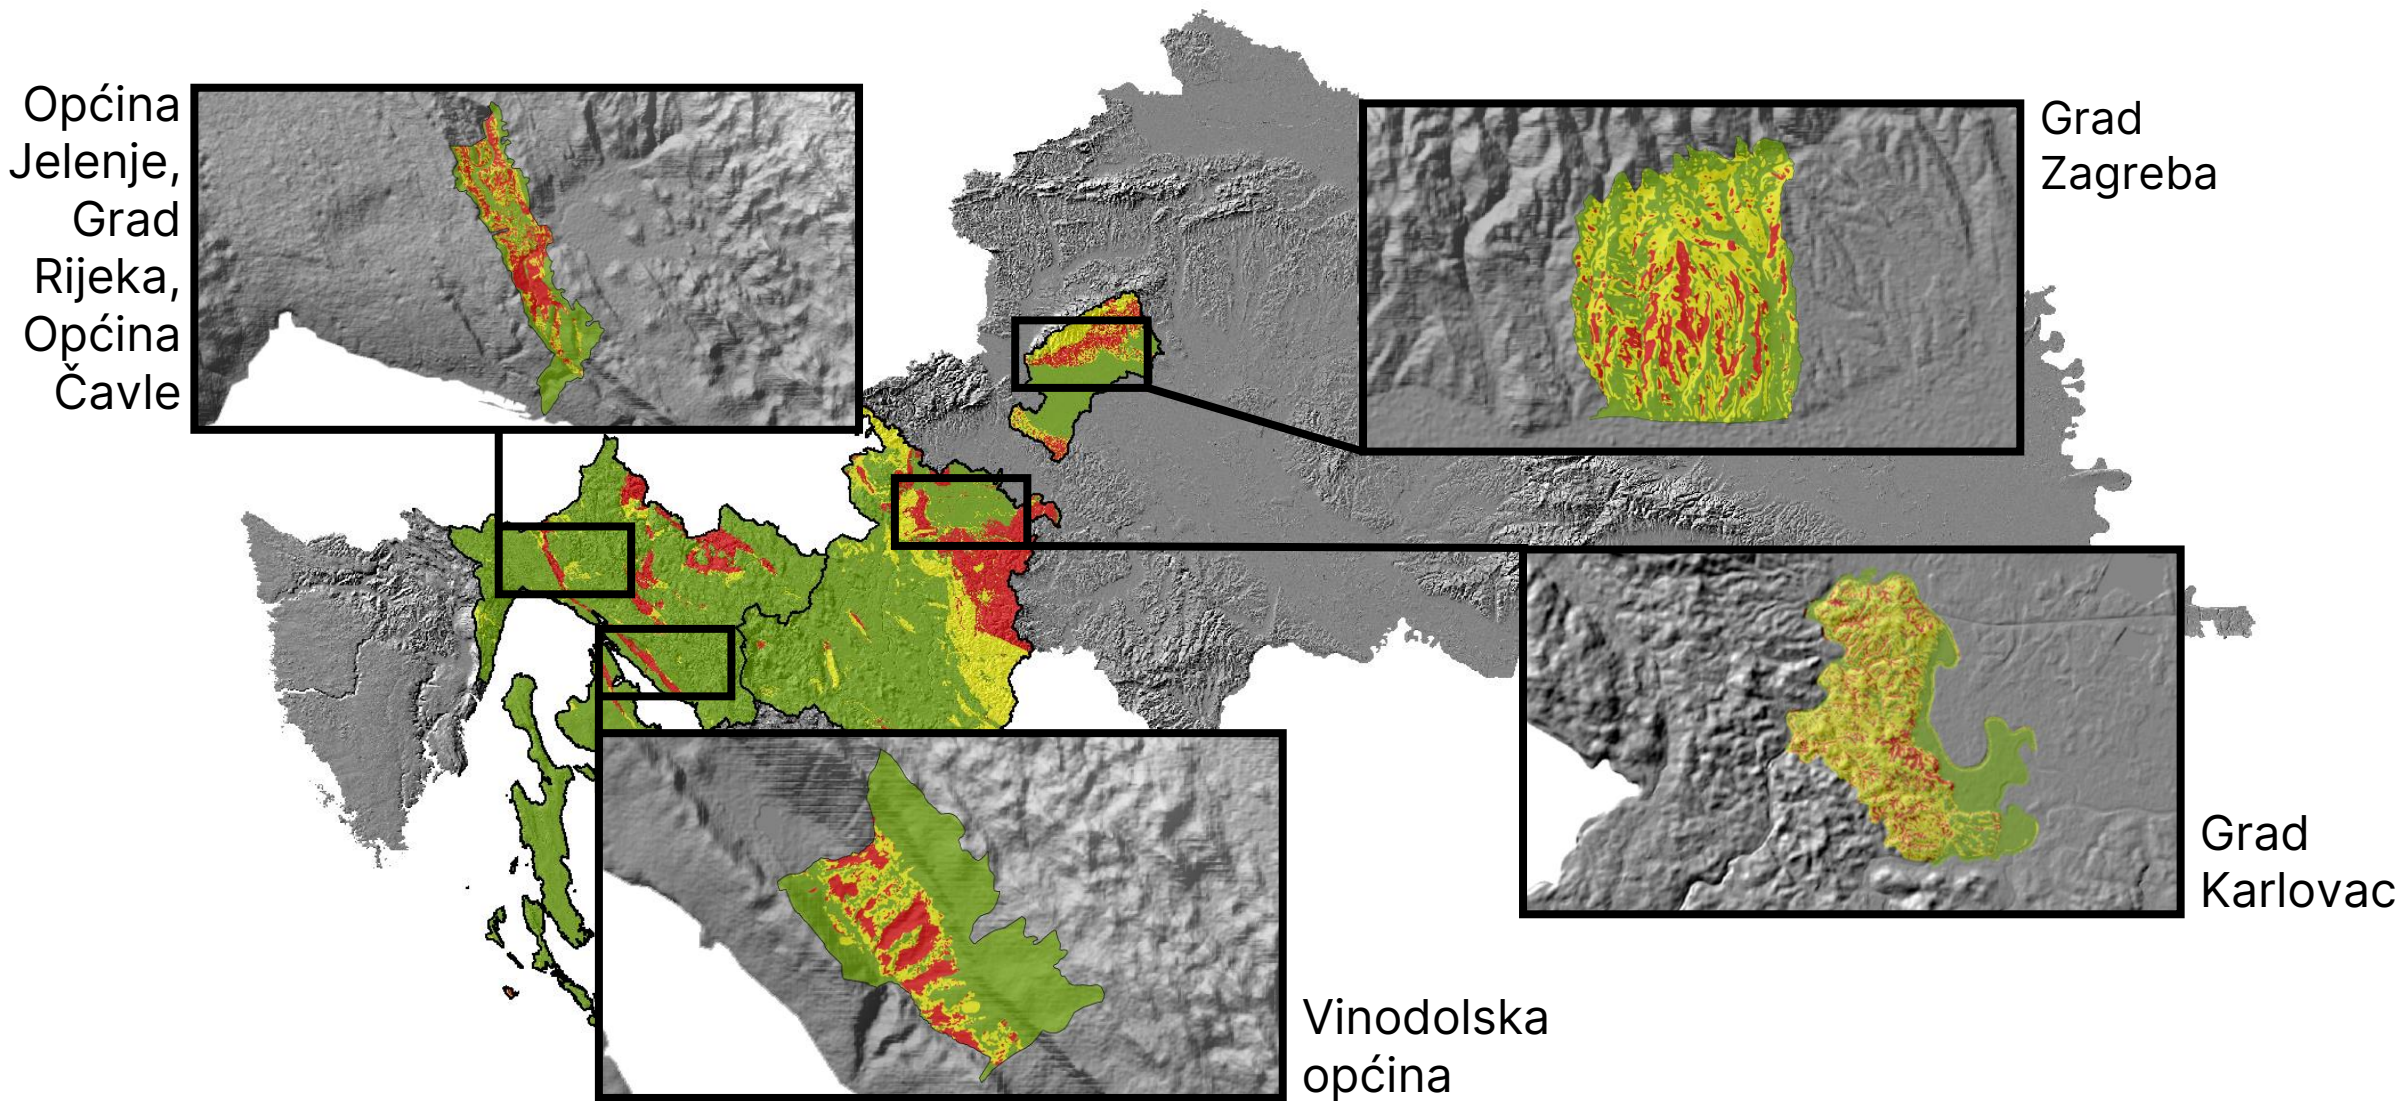 Općina
Jelenje,
Grad
Rijeka,
Općina
Čavle
Grad
Zagreba
Grad
Karlovac
Vinodolska
općina